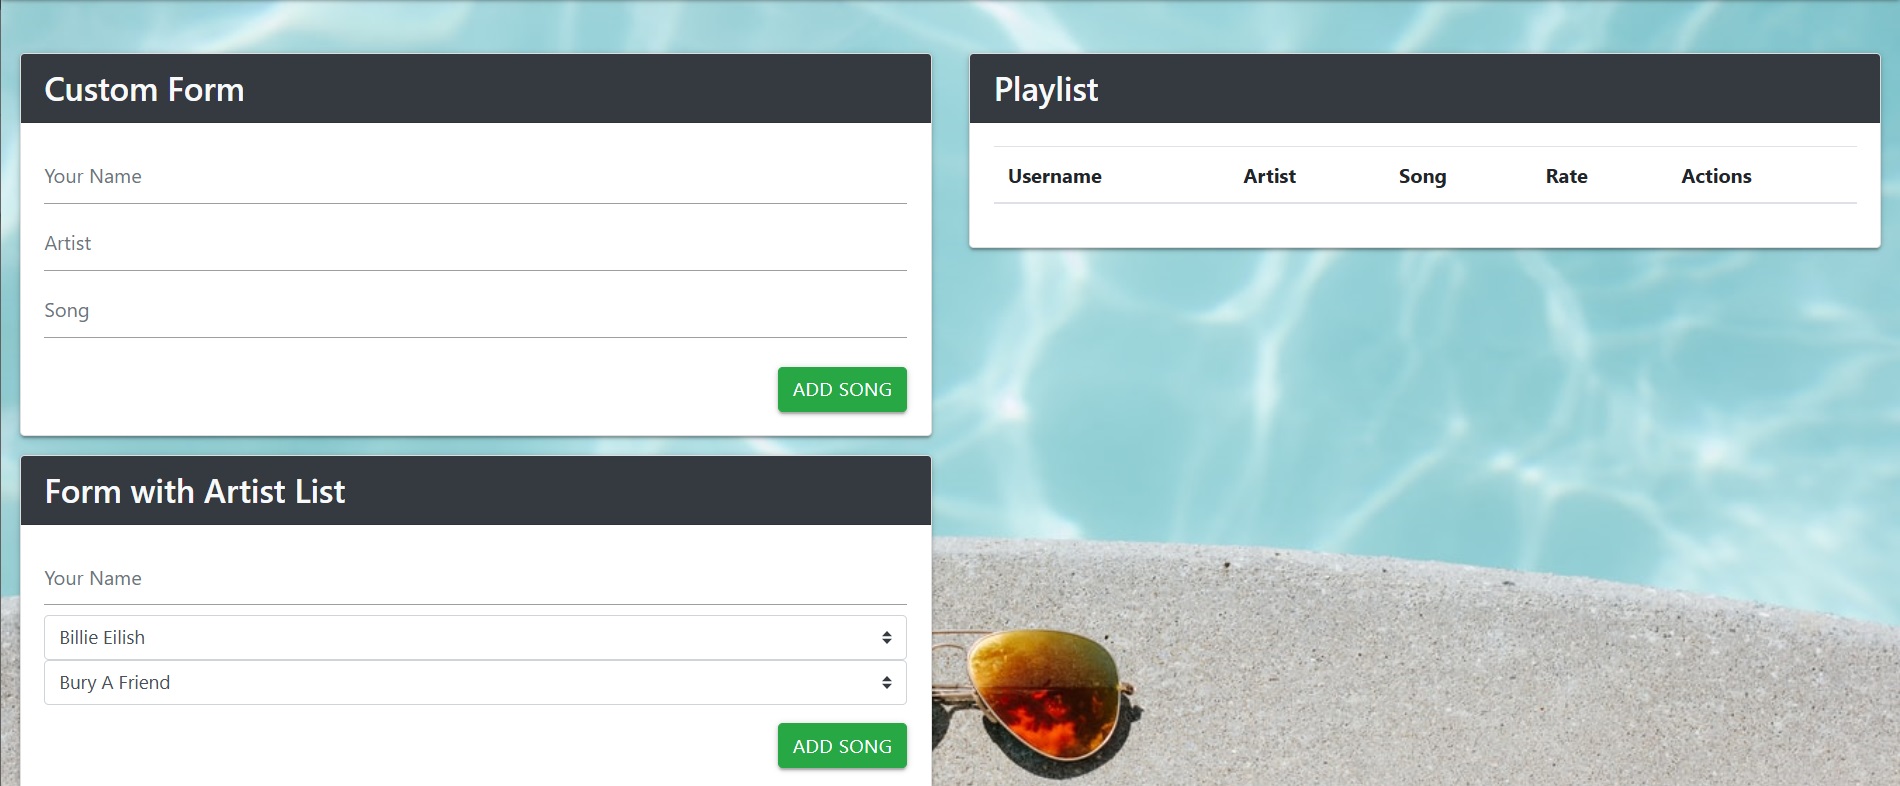 Custom Form
Your Name
Artist
Song
ADD SONG
Form with Artist List
Your Name
Billie Eilish
Bury A Friend
ADD SONG
Playlist
Username Artist Song Rate Actions